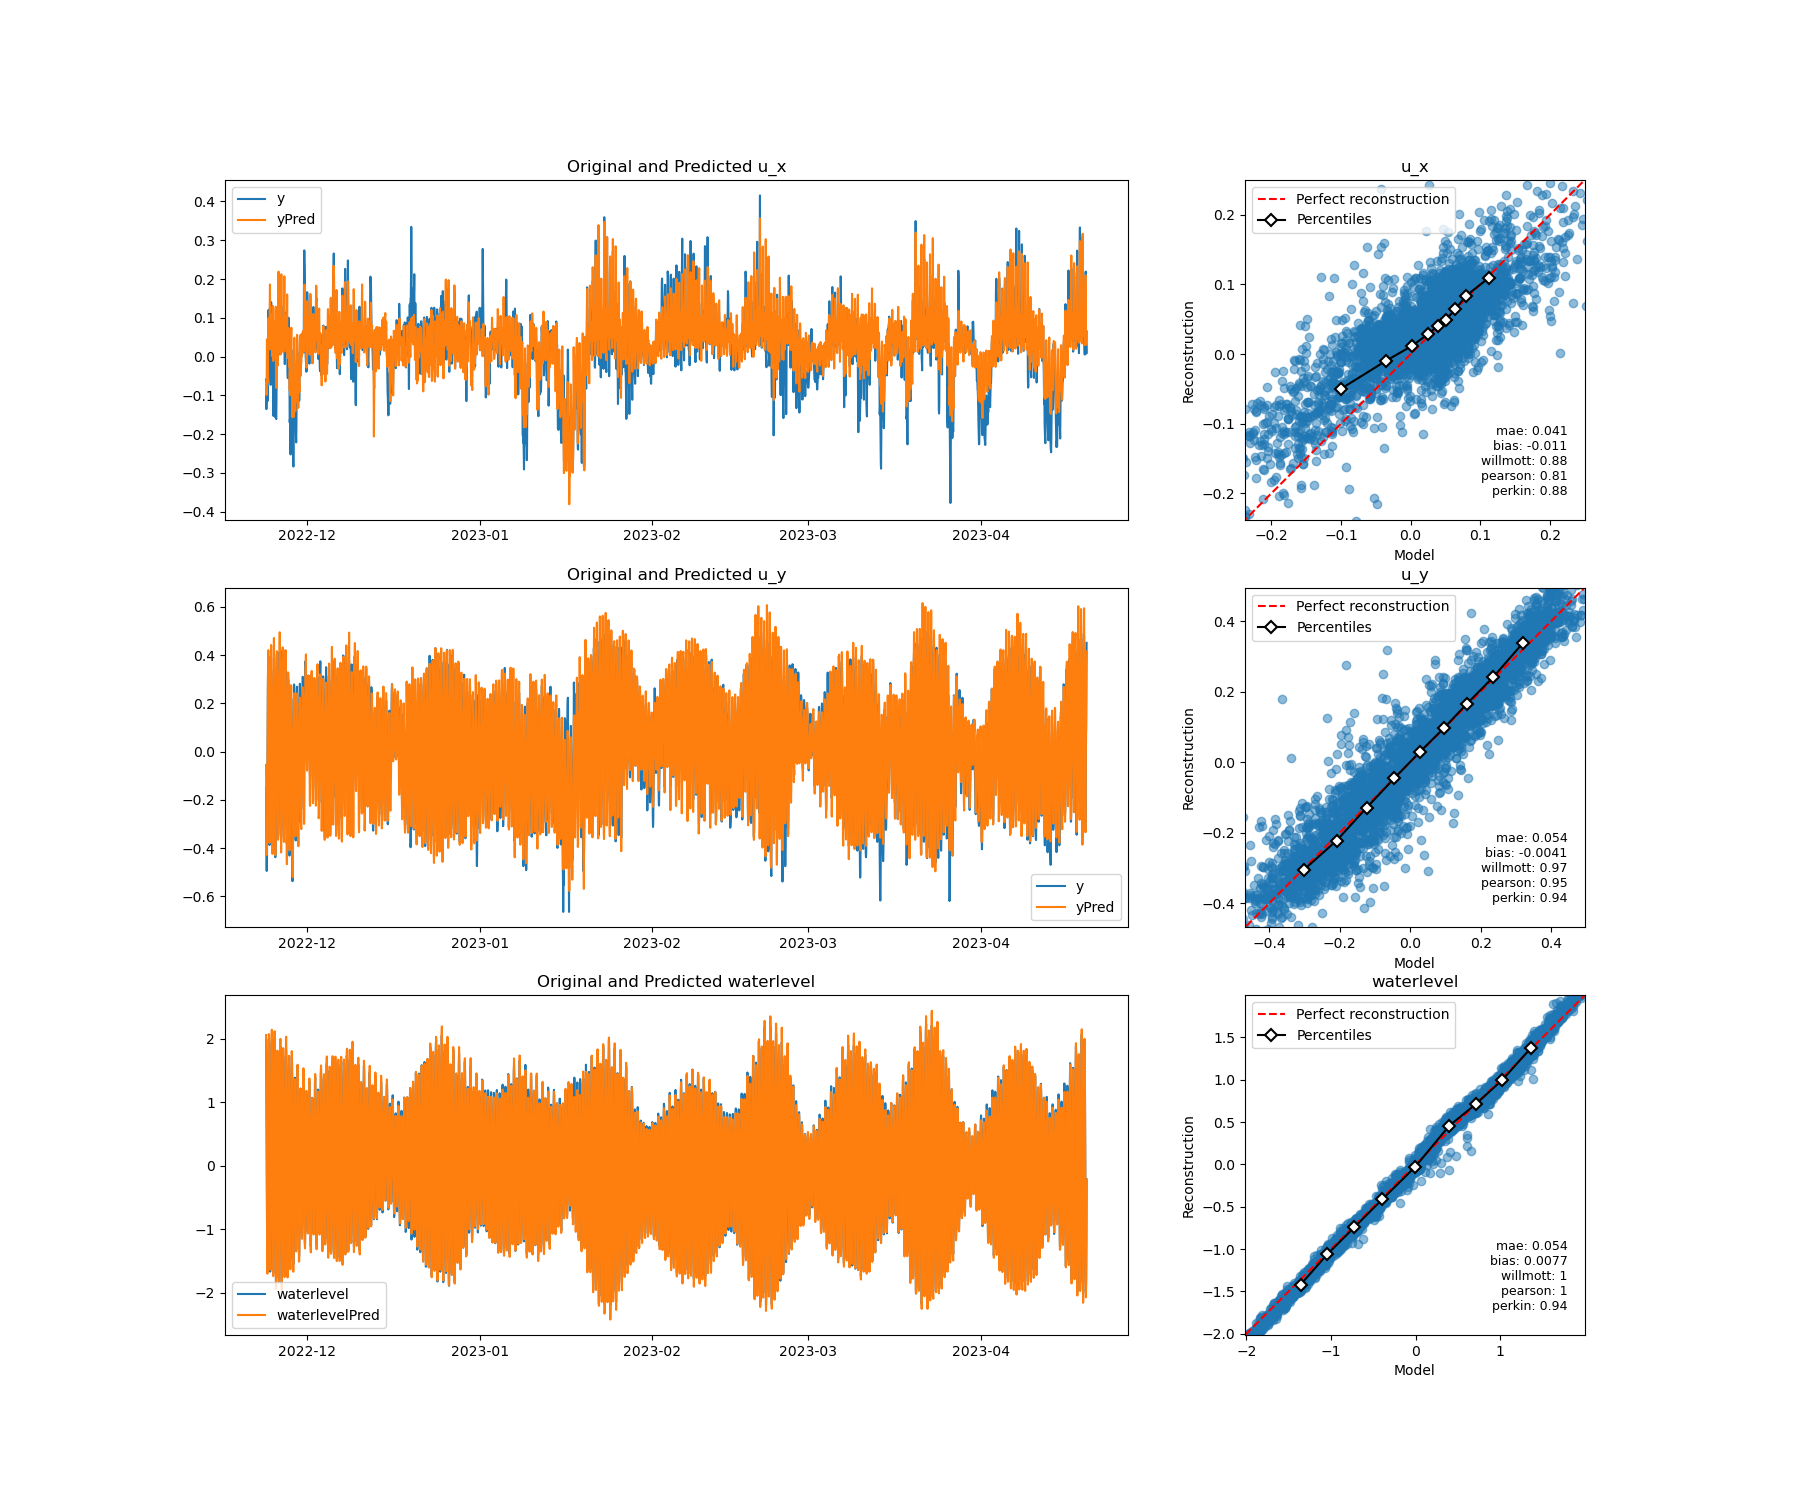 Original and Predicted u_x
y
yPred
0.4
0.3
0.2
0.1
0.0
−0.1
−0.2
−0.3
−0.4
2022-12
2023-01
2023-02
2023-03
2023-04
u_x
Perfect reconstruction
Percentiles
Reconstruction
0.2
0.1
0.0
−0.1
−0.2
mae: 0.041
bias: -0.011
willmott: 0.88
pearson: 0.81
perkin: 0.88
−0.2
−0.1
0.0
0.1
0.2
Model
Original and Predicted u_y
0.6
0.4
0.2
0.0
−0.2
−0.4
−0.6
y
yPred
2022-12
2023-01
2023-02
2023-03
2023-04
u_y
Perfect reconstruction
Percentiles
Reconstruction
0.4
0.2
0.0
−0.2
−0.4
mae: 0.054
bias: -0.0041
willmott: 0.97
pearson: 0.95
perkin: 0.94
−0.4
−0.2
0.0
0.2
0.4
Model
Original and Predicted waterlevel
2
1
0
−1
−2
waterlevel
waterlevelPred
2022-12
2023-01
2023-02
2023-03
2023-04
waterlevel
Perfect reconstruction
Percentiles
Reconstruction
1.5
1.0
0.5
0.0
−0.5
−1.0
−1.5
−2.0
mae: 0.054
bias: 0.0077
willmott: 1
pearson: 1
perkin: 0.94
−2
−1
0
1
Model